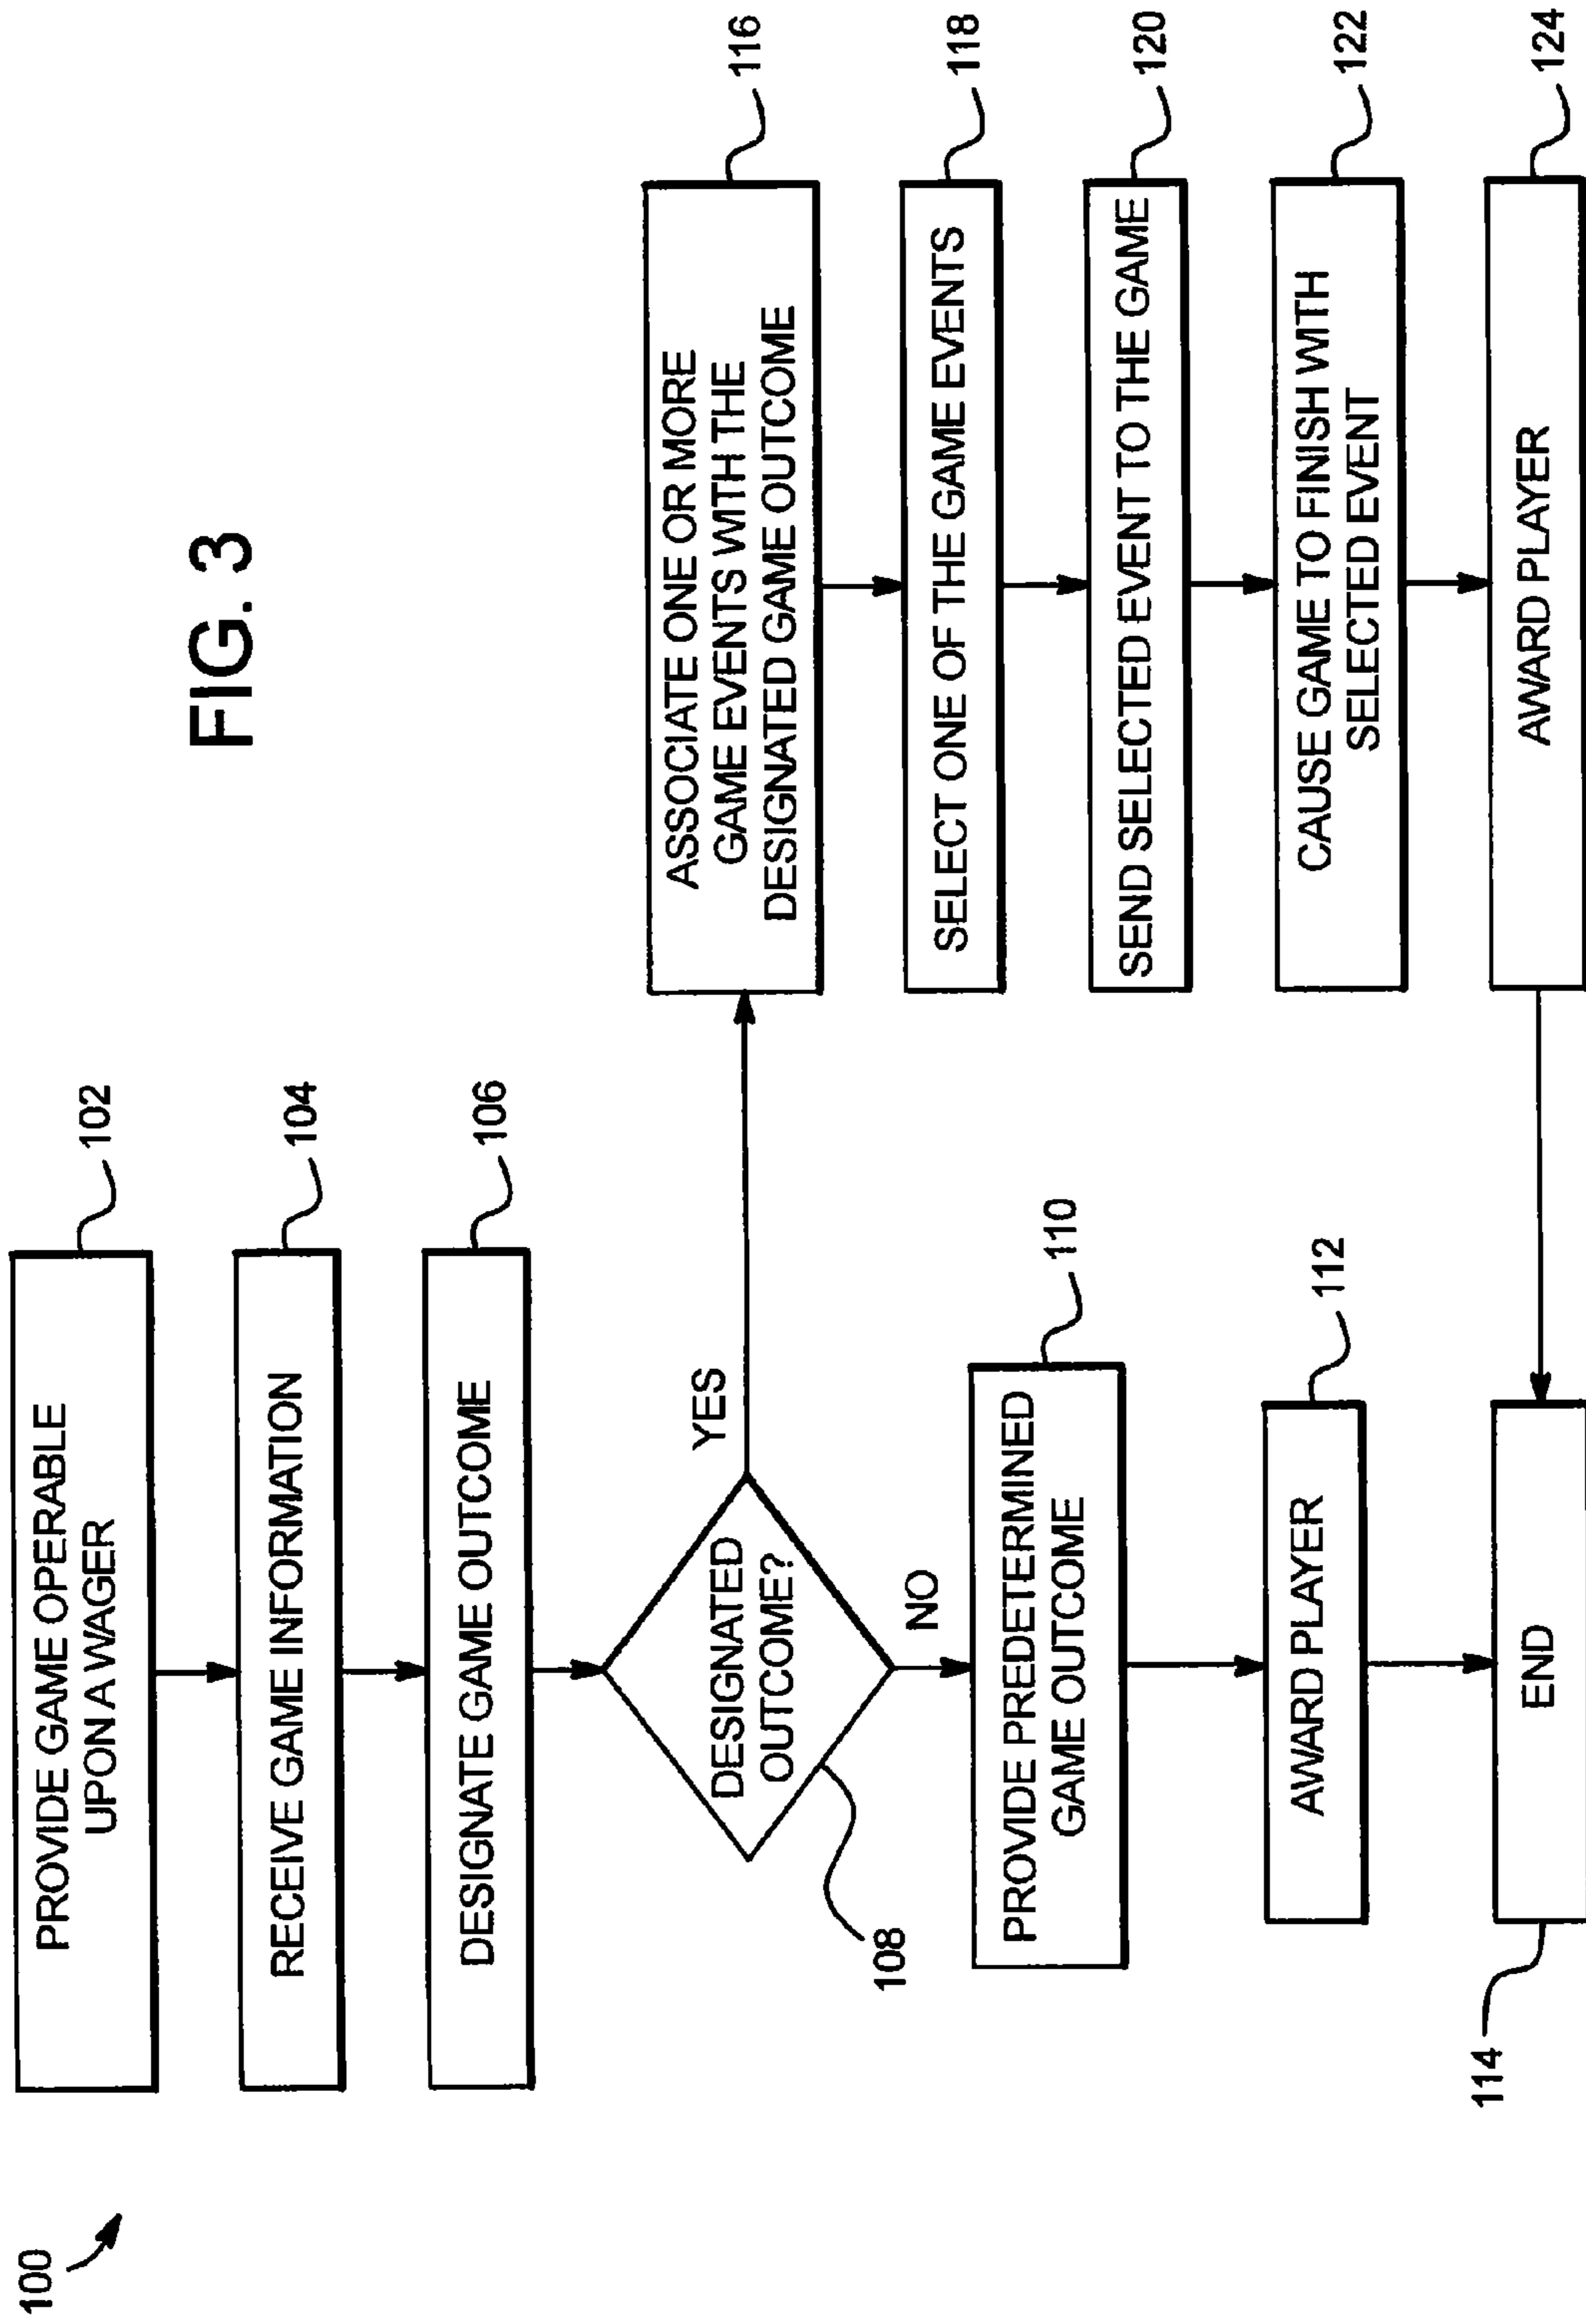 FIG. 3
100
PROVIDE GAME OPERABLE
UPON A WAGER
102
RECEIVE GAME INFORMATION
104
DESIGNATE GAME OUTCOME
106
DESIGNATED
OUTCOME?
108
YES
NO
PROVIDE PREDETERMINED
GAME OUTCOME
110
AWARD PLAYER
112
END
114
ASSOCIATE ONE OR MORE
GAME EVENTS WITH THE
DESIGNATED GAME OUTCOME
116
SELECT ONE OF THE GAME EVENTS
118
SEND SELECTED EVENT TO THE GAME
120
CAUSE GAME TO FINISH WITH
SELECTED EVENT
122
AWARD PLAYER
124